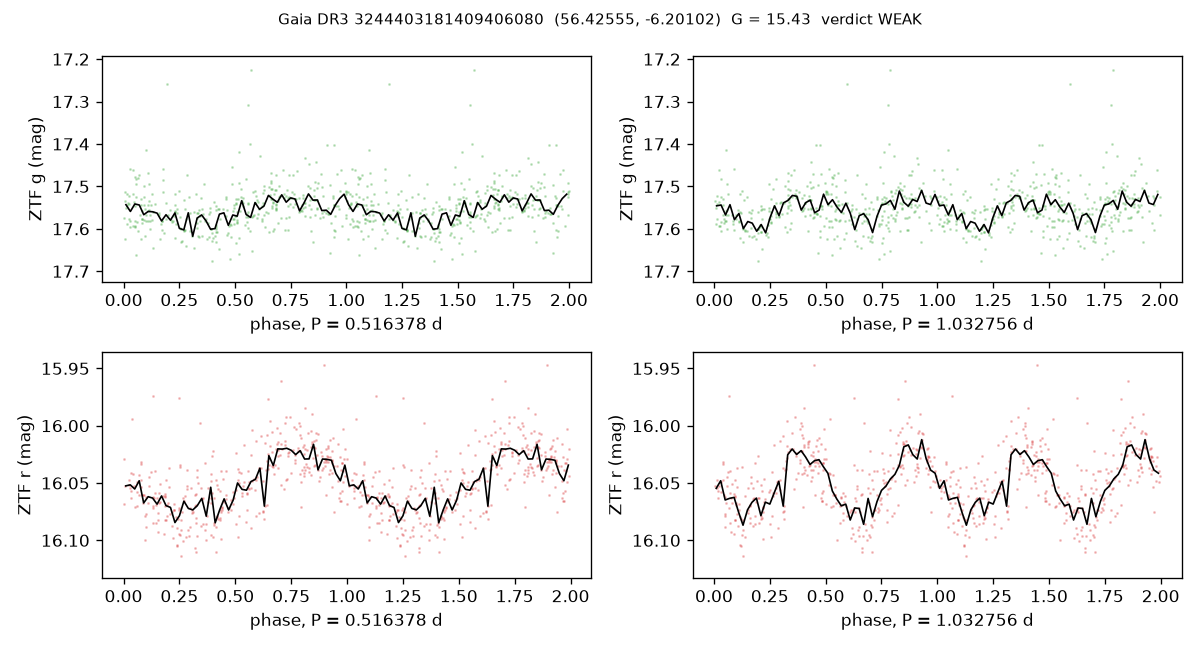 Gaia DR3 3244403181409406080  (56.42555, -6.20102)  G = 15.43  verdict WEAK
17.2
17.3
17.4
17.5
17.6
17.7
ZTF g (mag)
0.00 0.25 0.50 0.75 1.00 1.25 1.50 1.75 2.00
phase, P = 0.516378 d
17.2
17.3
17.4
17.5
17.6
17.7
ZTF g (mag)
0.00 0.25 0.50 0.75 1.00 1.25 1.50 1.75 2.00
phase, P = 1.032756 d
15.95
16.00
16.05
16.10
ZTF r (mag)
0.00 0.25 0.50 0.75 1.00 1.25 1.50 1.75 2.00
phase, P = 0.516378 d
15.95
16.00
16.05
16.10
ZTF r (mag)
0.00 0.25 0.50 0.75 1.00 1.25 1.50 1.75 2.00
phase, P = 1.032756 d